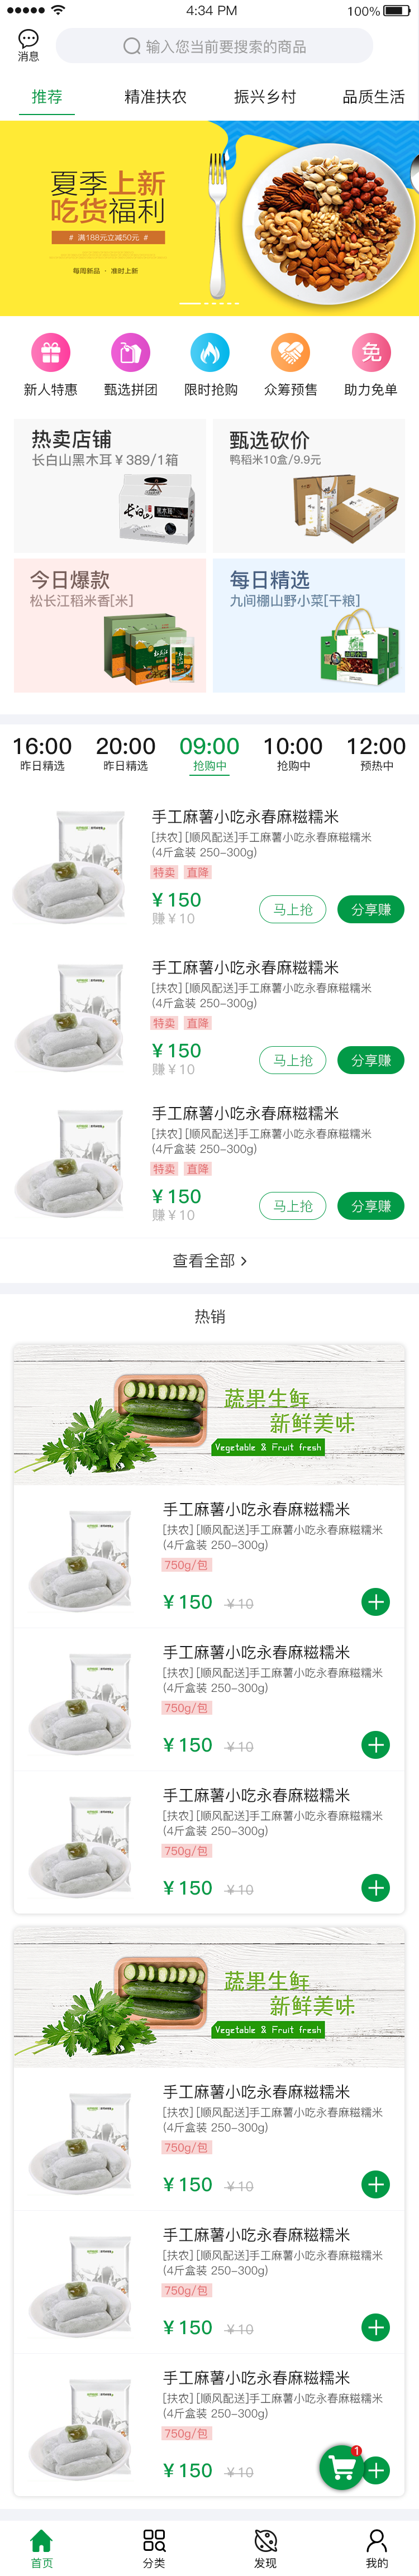 4:34 PM 100%
消息
输入您当前要搜索的商品
推荐 精准扶农 振兴乡村 品质生活
夏季上新
吃货福利
# 满188元立减50元 #
每周新品 · 准时上新
新人特惠 甄选拼团 限时抢购 众筹预售 免 助力免单
热卖店铺
长白山黑木耳￥389/1箱
长白山
黑木耳
甄选砍价
鸭稻米10盒/9.9元
今日爆款
松长江稻米香[米]
每日精选
九间棚山野小菜[干粮]
16:00 20:00 09:00 10:00 12:00
昨日精选 昨日精选 抢购中 抢购中 预热中
手工麻薯小吃永春麻糍糯米
[扶农] [顺风配送]手工麻薯小吃永春麻糍糯米
(4斤盒装 250-300g)
特卖 直降
￥150
赚￥10
马上抢 分享赚
手工麻薯小吃永春麻糍糯米
[扶农] [顺风配送]手工麻薯小吃永春麻糍糯米
(4斤盒装 250-300g)
特卖 直降
￥150
赚￥10
马上抢 分享赚
手工麻薯小吃永春麻糍糯米
[扶农] [顺风配送]手工麻薯小吃永春麻糍糯米
(4斤盒装 250-300g)
特卖 直降
￥150
赚￥10
马上抢 分享赚
查看全部 >
热销
蔬果生鲜
新鲜美味
Vegetable & Fruit fresh
手工麻薯小吃永春麻糍糯米
[扶农] [顺风配送]手工麻薯小吃永春麻糍糯米
(4斤盒装 250-300g)
750g/包
￥150 ￥10
手工麻薯小吃永春麻糍糯米
[扶农] [顺风配送]手工麻薯小吃永春麻糍糯米
(4斤盒装 250-300g)
750g/包
￥150 ￥10
手工麻薯小吃永春麻糍糯米
[扶农] [顺风配送]手工麻薯小吃永春麻糍糯米
(4斤盒装 250-300g)
750g/包
￥150 ￥10
蔬果生鲜
新鲜美味
Vegetable & Fruit fresh
手工麻薯小吃永春麻糍糯米
[扶农] [顺风配送]手工麻薯小吃永春麻糍糯米
(4斤盒装 250-300g)
750g/包
￥150 ￥10
手工麻薯小吃永春麻糍糯米
[扶农] [顺风配送]手工麻薯小吃永春麻糍糯米
(4斤盒装 250-300g)
750g/包
￥150 ￥10
手工麻薯小吃永春麻糍糯米
[扶农] [顺风配送]手工麻薯小吃永春麻糍糯米
(4斤盒装 250-300g)
750g/包
￥150 ￥10
1
首页 分类 发现 我的